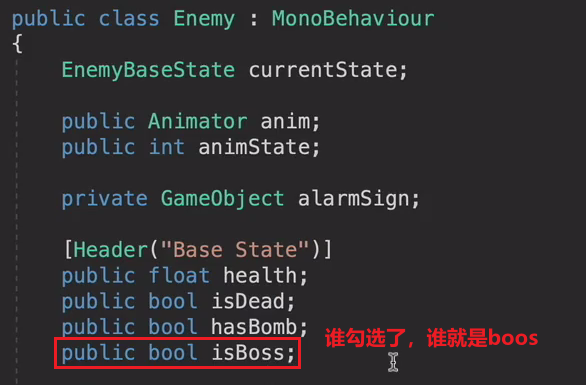 public class Enemy : MonoBehaviour
{
EnemyBaseState currentState;
public Animator anim;
public int animState;
private GameObject alarmSign;
[Header("Base State")]
public float health;
public bool isDead;
public bool hasBomb;
public bool isBoss; 谁勾选了，谁就是boos